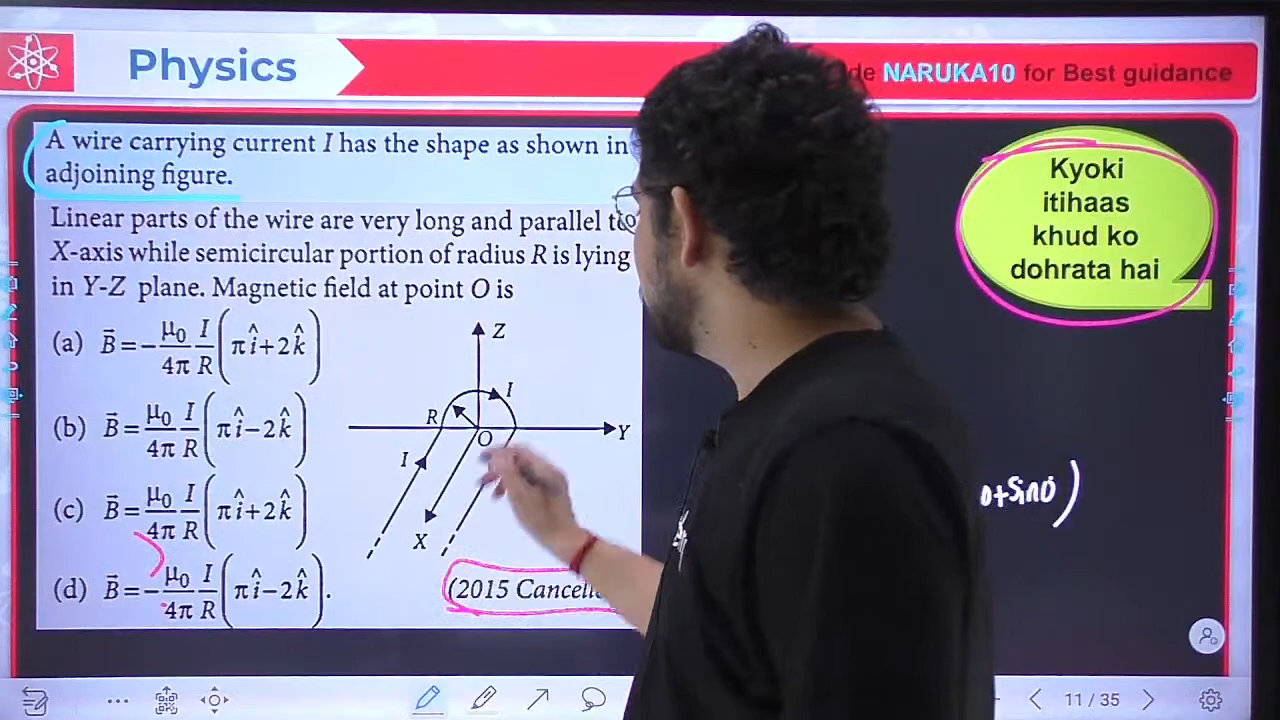 Physics
NARUKA10 for Best guidance
A wire carrying current I has the shape as shown in
adjoining figure.
Linear parts of the wire are very long and parallel to
X-axis while semicircular portion of radius R is lying
in Y-Z plane. Magnetic field at point O is
(a) B⃗=−μ₀/4π I/R(πî+2k̂)
(b) B⃗=μ₀/4π I/R(πî−2k̂)
(c) B⃗=μ₀/4π I/R(πî+2k̂)
(d) B⃗=−μ₀/4π I/R(πî−2k̂).
Z
I
R
O
Y
I
X
(2015
Kyoki
itihaas
khud ko
dohrata hai
11 / 35